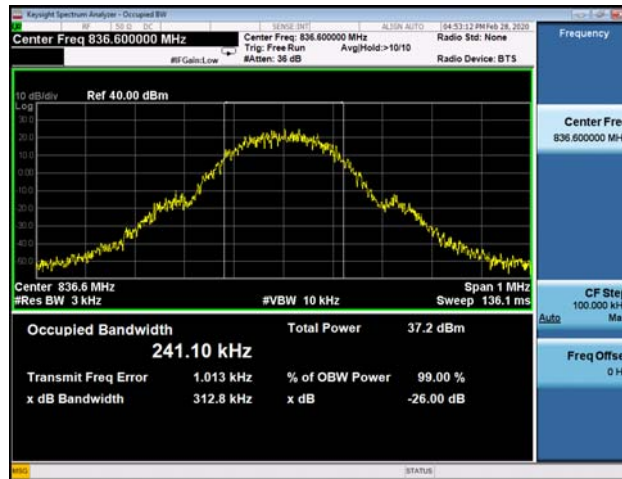 Keysight Spectrum Analyzer - Occupied BW
RF 50 Ω DC SENSE:INT ALIGN AUTO 04:53:12 PM Feb 28, 2020
Center Freq 836.600000 MHz
Center Freq: 836.600000 MHz
Radio Std: None
Trig: Free Run Avg|Hold:>10/10
#IFGain:Low #Atten: 36 dB Radio Device: BTS
Frequency
10 dB/div Ref 40.00 dBm
Log
30.0
20.0
10.0
0.00
-10.0
-20.0
-30.0
-40.0
-50.0
Center 836.6 MHz Span 1 MHz
#Res BW 3 kHz #VBW 10 kHz Sweep 136.1 ms
Occupied Bandwidth Total Power 37.2 dBm
241.10 kHz
Transmit Freq Error 1.013 kHz % of OBW Power 99.00 %
x dB Bandwidth 312.8 kHz x dB -26.00 dB
Center Fre
836.600000 MH
CF Ste
100.000 kH
Auto Ma
Freq Offse
0 H
MSG STATUS